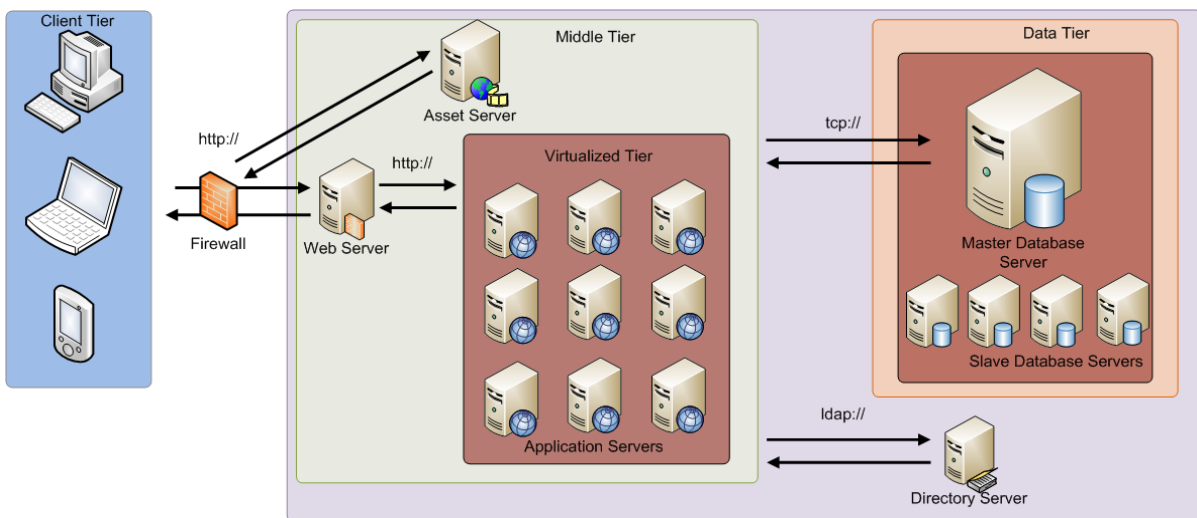 Client Tier
http://
Firewall
Middle Tier
Asset Server
Web Server
http://
Virtualized Tier
Application Servers
tcp://
Data Tier
Master Database
Server
Slave Database Servers
ldap://
Directory Server